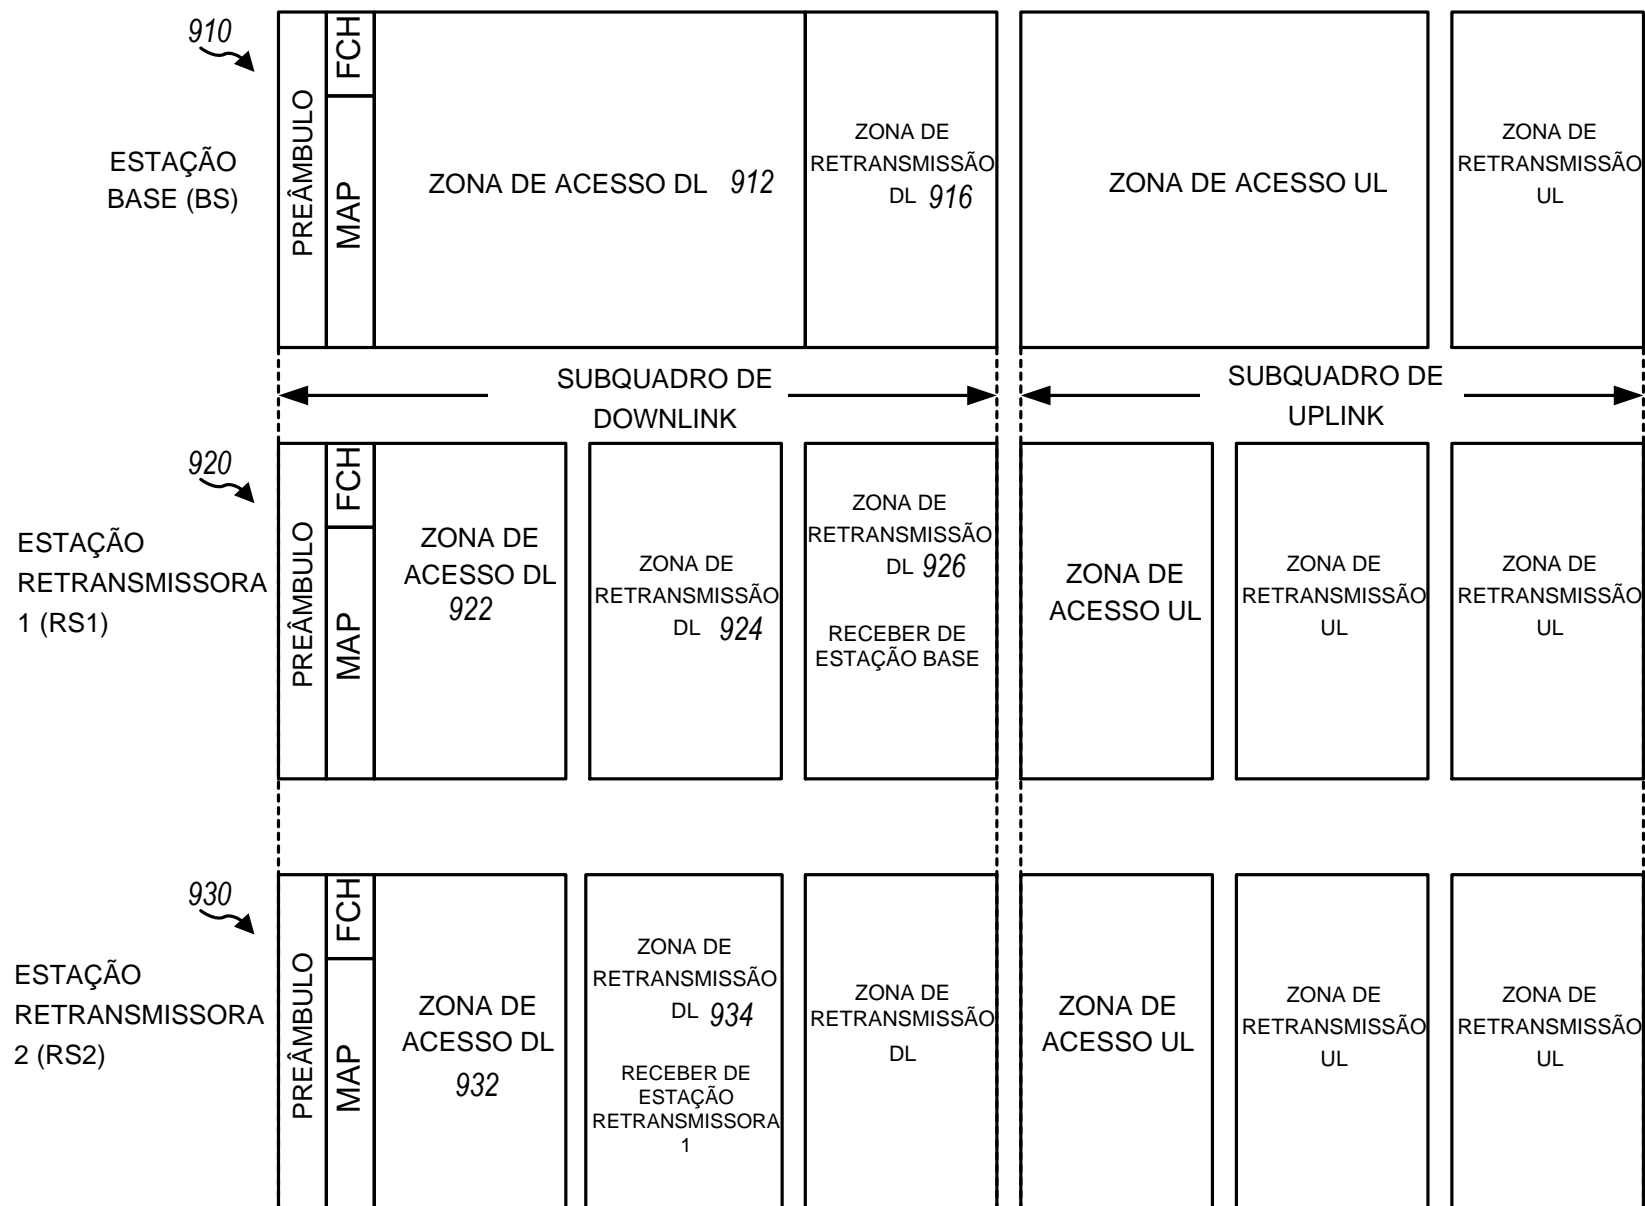 910
ESTAÇÃO
BASE (BS)
PREÂMBULO
FCH
MAP
ZONA DE ACESSO DL 912
ZONA DE
RETRANSMISSÃO
DL 916
ZONA DE ACESSO UL
ZONA DE
RETRANSMISSÃO
UL
SUBQUADRO DE
DOWNLINK
SUBQUADRO DE
UPLINK
920
ESTAÇÃO
RETRANSMISSORA
1 (RS1)
PREÂMBULO
FCH
MAP
ZONA DE
ACESSO DL
922
ZONA DE
RETRANSMISSÃO
DL 924
ZONA DE
RETRANSMISSÃO
DL 926
RECEBER DE
ESTAÇÃO BASE
ZONA DE
ACESSO UL
ZONA DE
RETRANSMISSÃO
UL
ZONA DE
RETRANSMISSÃO
UL
930
ESTAÇÃO
RETRANSMISSORA
2 (RS2)
PREÂMBULO
FCH
MAP
ZONA DE
ACESSO DL
932
ZONA DE
RETRANSMISSÃO
DL 934
RECEBER DE
ESTAÇÃO
RETRANSMISSORA
1
ZONA DE
RETRANSMISSÃO
DL
ZONA DE
ACESSO UL
ZONA DE
RETRANSMISSÃO
UL
ZONA DE
RETRANSMISSÃO
UL